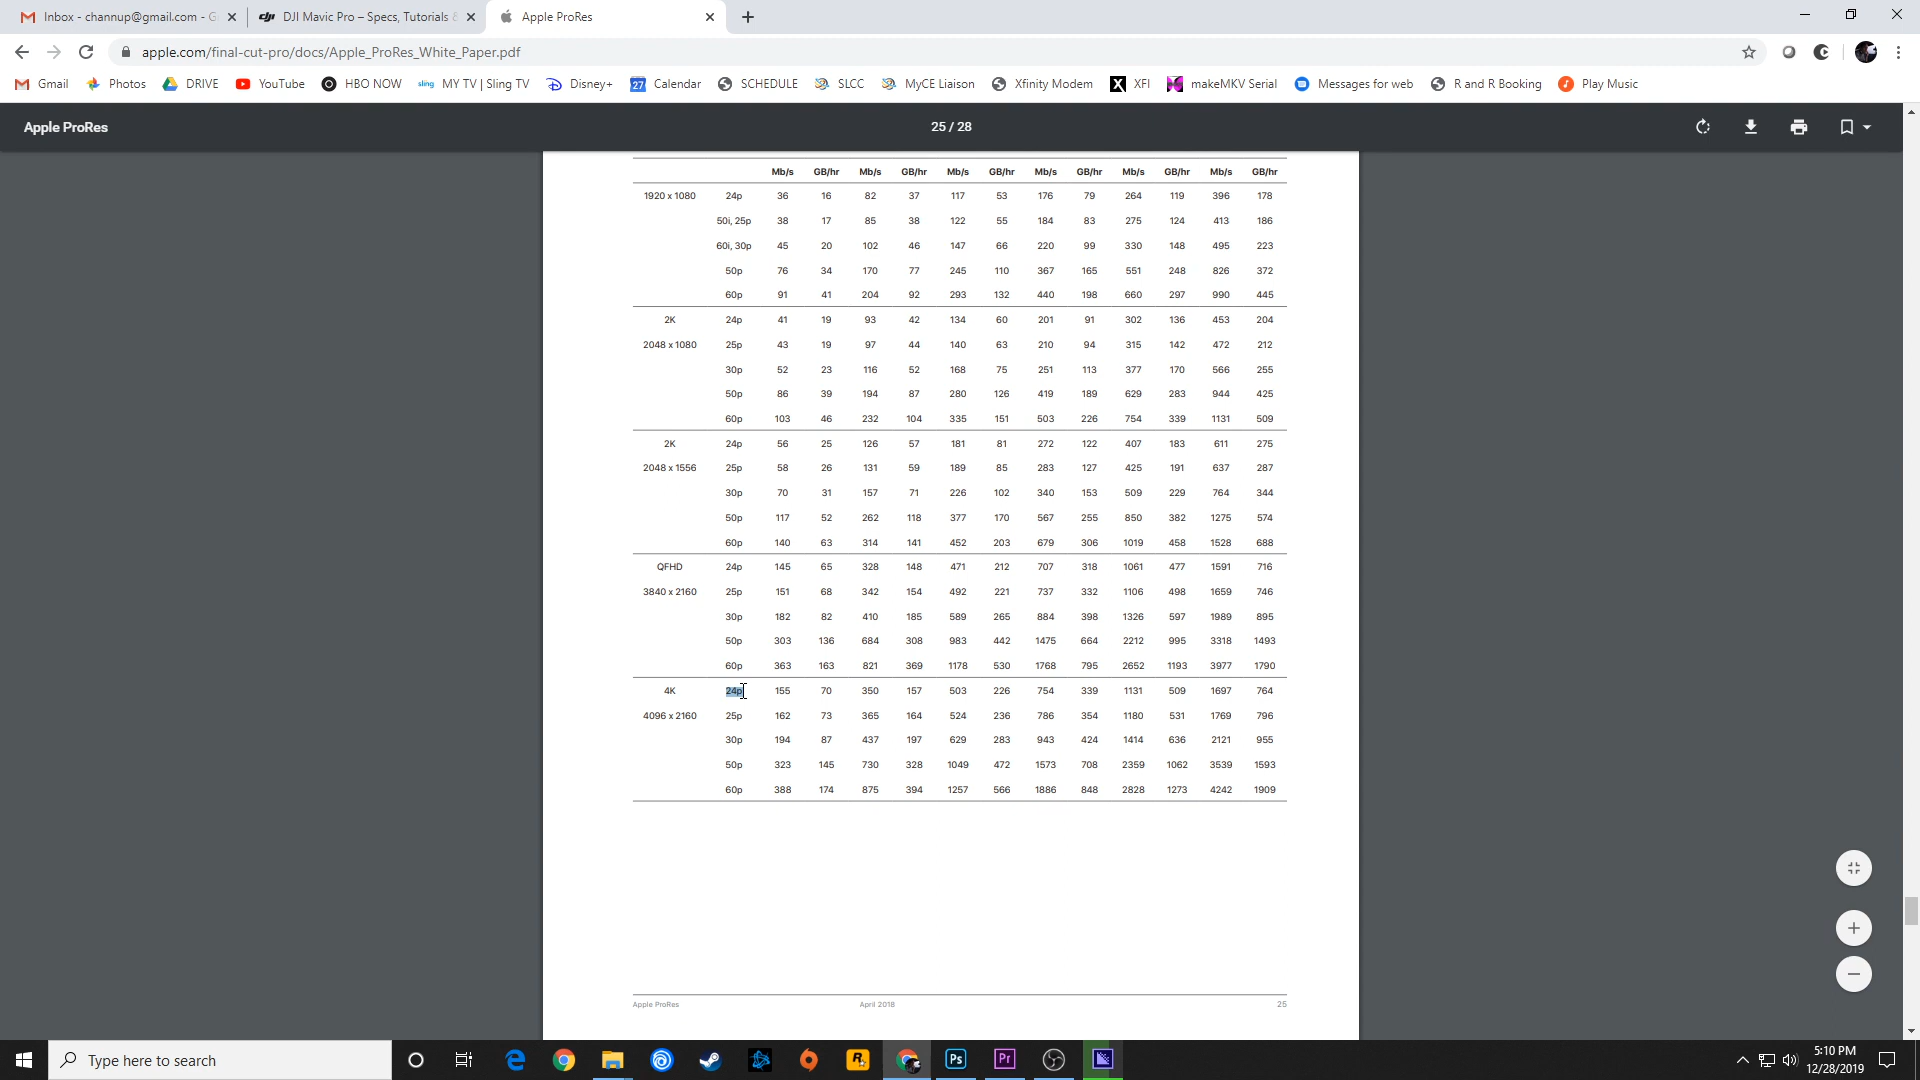 Inbox - channup@gmail.com - G
DJI Mavic Pro – Specs, Tutorials &
Apple ProRes
apple.com/final-cut-pro/docs/Apple_ProRes_White_Paper.pdf
Gmail Photos DRIVE YouTube HBO NOW sling MY TV | Sling TV Disney+ 27 Calendar SCHEDULE SLCC MyCE Liaison Xfinity Modem X XFI makeMKV Serial Messages for web R and R Booking Play Music
Apple ProRes 25 / 28
Mb/s GB/hr Mb/s GB/hr Mb/s GB/hr Mb/s GB/hr Mb/s GB/hr Mb/s GB/hr
1920 x 1080 24p 36 16 82 37 117 53 176 79 264 119 396 178
50i, 25p 38 17 85 38 122 55 184 83 275 124 413 186
60i, 30p 45 20 102 46 147 66 220 99 330 148 495 223
50p 76 34 170 77 245 110 367 165 551 248 826 372
60p 91 41 204 92 293 132 440 198 660 297 990 445
2K 24p 41 19 93 42 134 60 201 91 302 136 453 204
2048 x 1080 25p 43 19 97 44 140 63 210 94 315 142 472 212
30p 52 23 116 52 168 75 251 113 377 170 566 255
50p 86 39 194 87 280 126 419 189 629 283 944 425
60p 103 46 232 104 335 151 503 226 754 339 1131 509
2K 24p 56 25 126 57 181 81 272 122 407 183 611 275
2048 x 1556 25p 58 26 131 59 189 85 283 127 425 191 637 287
30p 70 31 157 71 226 102 340 153 509 229 764 344
50p 117 52 262 118 377 170 567 255 850 382 1275 574
60p 140 63 314 141 452 203 679 306 1019 458 1528 688
QFHD 24p 145 65 328 148 471 212 707 318 1061 477 1591 716
3840 x 2160 25p 151 68 342 154 492 221 737 332 1106 498 1659 746
30p 182 82 410 185 589 265 884 398 1326 597 1989 895
50p 303 136 684 308 983 442 1475 664 2212 995 3318 1493
60p 363 163 821 369 1178 530 1768 795 2652 1193 3977 1790
4K 24p 155 70 350 157 503 226 754 339 1131 509 1697 764
4096 x 2160 25p 162 73 365 164 524 236 786 354 1180 531 1769 796
30p 194 87 437 197 629 283 943 424 1414 636 2121 955
50p 323 145 730 328 1049 472 1573 708 2359 1062 3539 1593
60p 388 174 875 394 1257 566 1886 848 2828 1273 4242 1909
Apple ProRes April 2018 25
Type here to search
Ps Pr
5:10 PM
12/28/2019